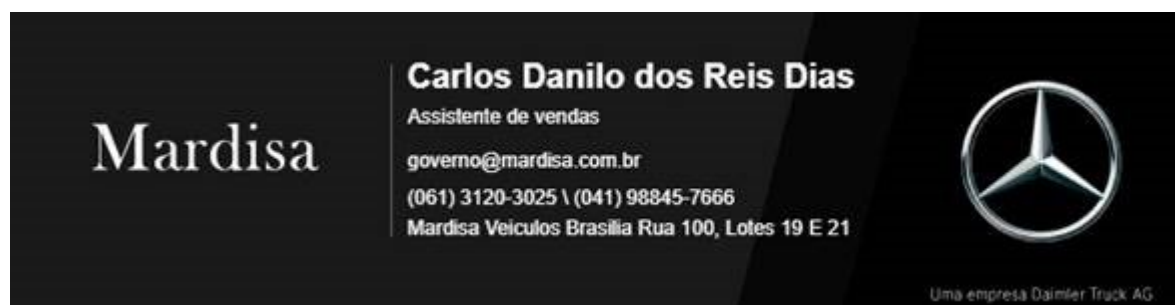 Mardisa
Carlos Danilo dos Reis Dias
Assistente de vendas
governo@mardisa.com.br
(061) 3120-3025 \ (041) 98845-7666
Mardisa Veiculos Brasilia Rua 100, Lotes 19 E 21
Uma empresa Daimler Truck AG